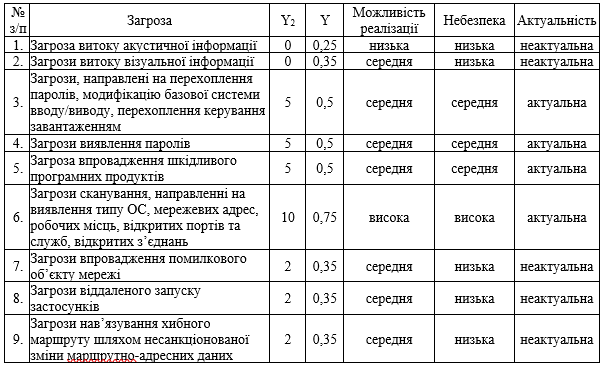 № з/п Загроза Y2 Y Можливість реалізації Небезпека Актуальність
1. Загроза витоку акустичної інформації 0 0,25 низька низька неактуальна
2. Загрози витоку візуальної інформації 0 0,35 середня низька неактуальна
3. Загрози, направлені на перехоплення
паролів, модифікацію базової системи
вводу/виводу, перехоплення керування
завантаженням 5 0,5 середня середня актуальна
4. Загрози виявлення паролів 5 0,5 середня середня актуальна
5. Загроза впровадження шкідливого
програмних продуктів 5 0,5 середня середня актуальна
6. Загрози сканування, направленні на
виявлення типу ОС, мережевих адрес,
робочих місць, відкритих портів та
служб, відкритих з’єднань 10 0,75 висока висока актуальна
7. Загрози впровадження помилкового
об’єкту мережі 2 0,35 середня низька неактуальна
8. Загрози віддаленого запуску
застосунків 2 0,35 середня низька неактуальна
9. Загрози нав’язування хибного
маршруту шляхом несанкціонованої
зміни маршрутно-адресних даних 2 0,35 середня низька неактуальна